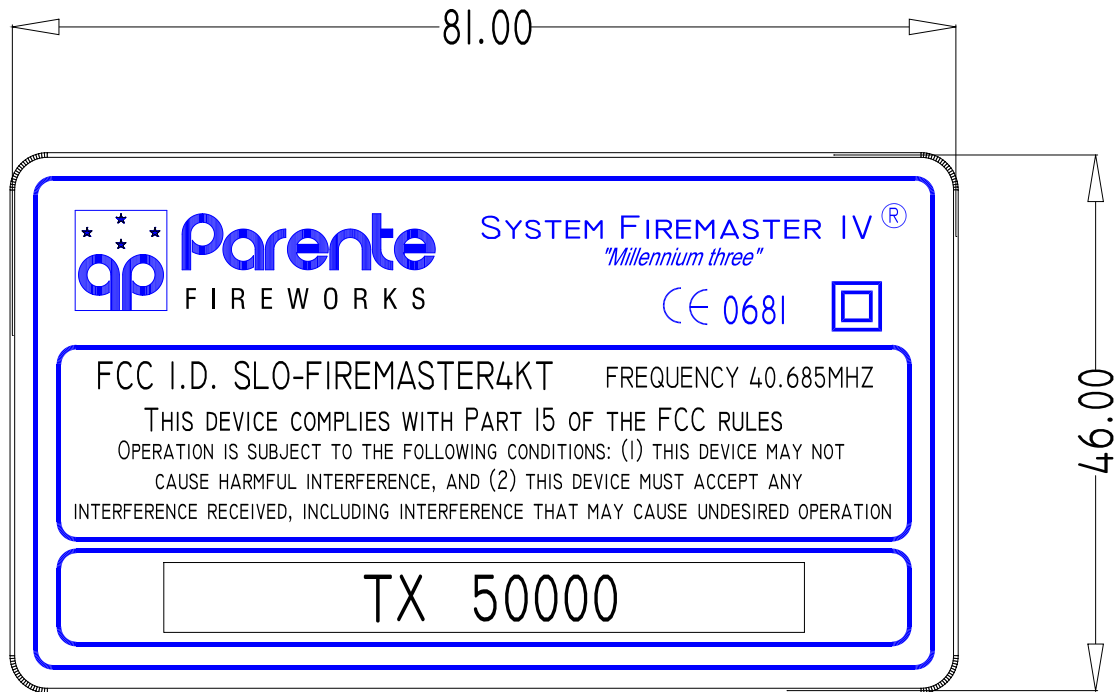 81.00
Parente
FIREWORKS
SYSTEM FIREMASTER IV ®
"Millennium three"
CE 0681
FCC I.D. SLO-FIREMASTER4KT FREQUENCY 40.685MHZ
THIS DEVICE COMPLIES WITH PART 15 OF THE FCC RULES
OPERATION IS SUBJECT TO THE FOLLOWING CONDITIONS: (1) THIS DEVICE MAY NOT
CAUSE HARMFUL INTERFERENCE, AND (2) THIS DEVICE MUST ACCEPT ANY
INTERFERENCE RECEIVED, INCLUDING INTERFERENCE THAT MAY CAUSE UNDESIRED OPERATION
TX 50000
46.00